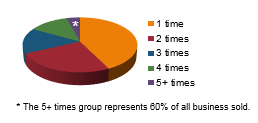 1 time
2 times
3 times
4 times
5+ times
*
* The 5+ times group represents 60% of all business sold.